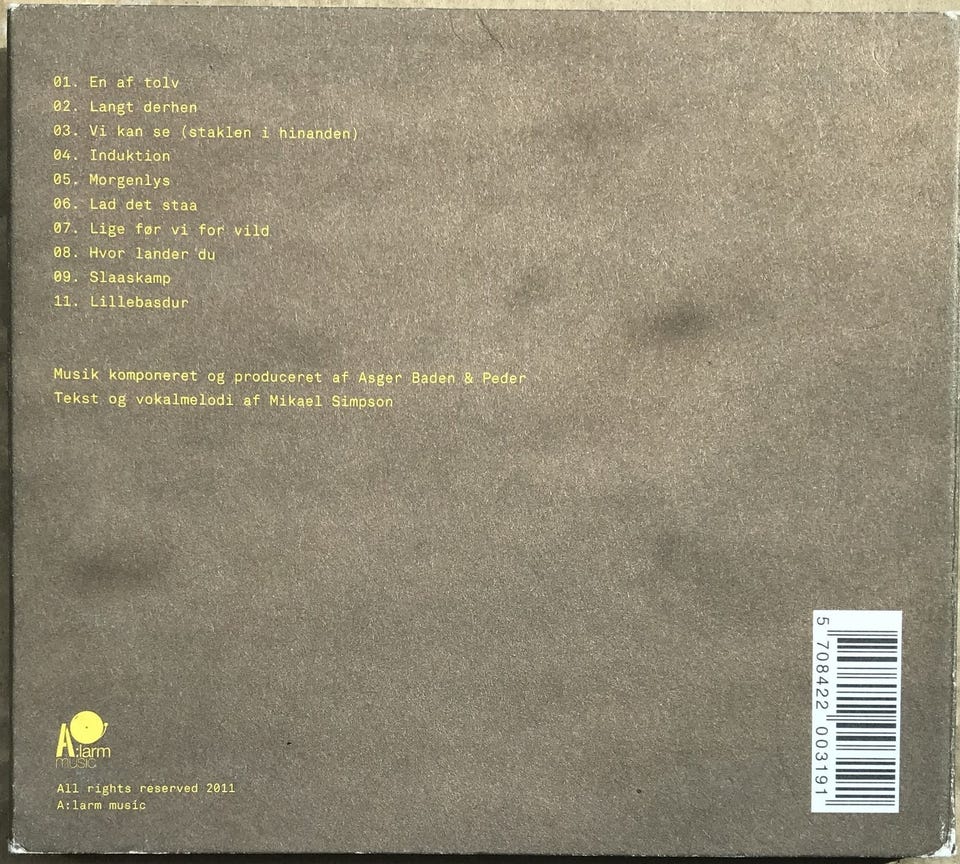 01. En af tolv
02. Langt derhen
03. Vi kan se (staklen i hinanden)
04. Induktion
05. Morgenlys
06. Lad det staa
07. Lige før vi for vild
08. Hvor lander du
09. Slaaskamp
11. Lillebasdur
Musik komponeret og produceret af Asger Baden & Peder
Tekst og vokalmelodi af Mikael Simpson
A:larm
music
All rights reserved 2011
A:larm music
5 708422 003191